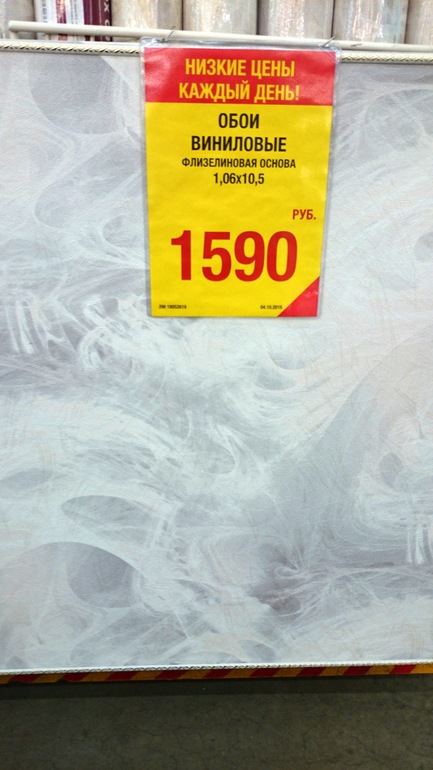 НИЗКИЕ ЦЕНЫ
КАЖДЫЙ ДЕНЬ!
ОБОИ
ВИНИЛОВЫЕ
ФЛИЗЕЛИНОВАЯ ОСНОВА
1,06х10,5
РУБ.
1590